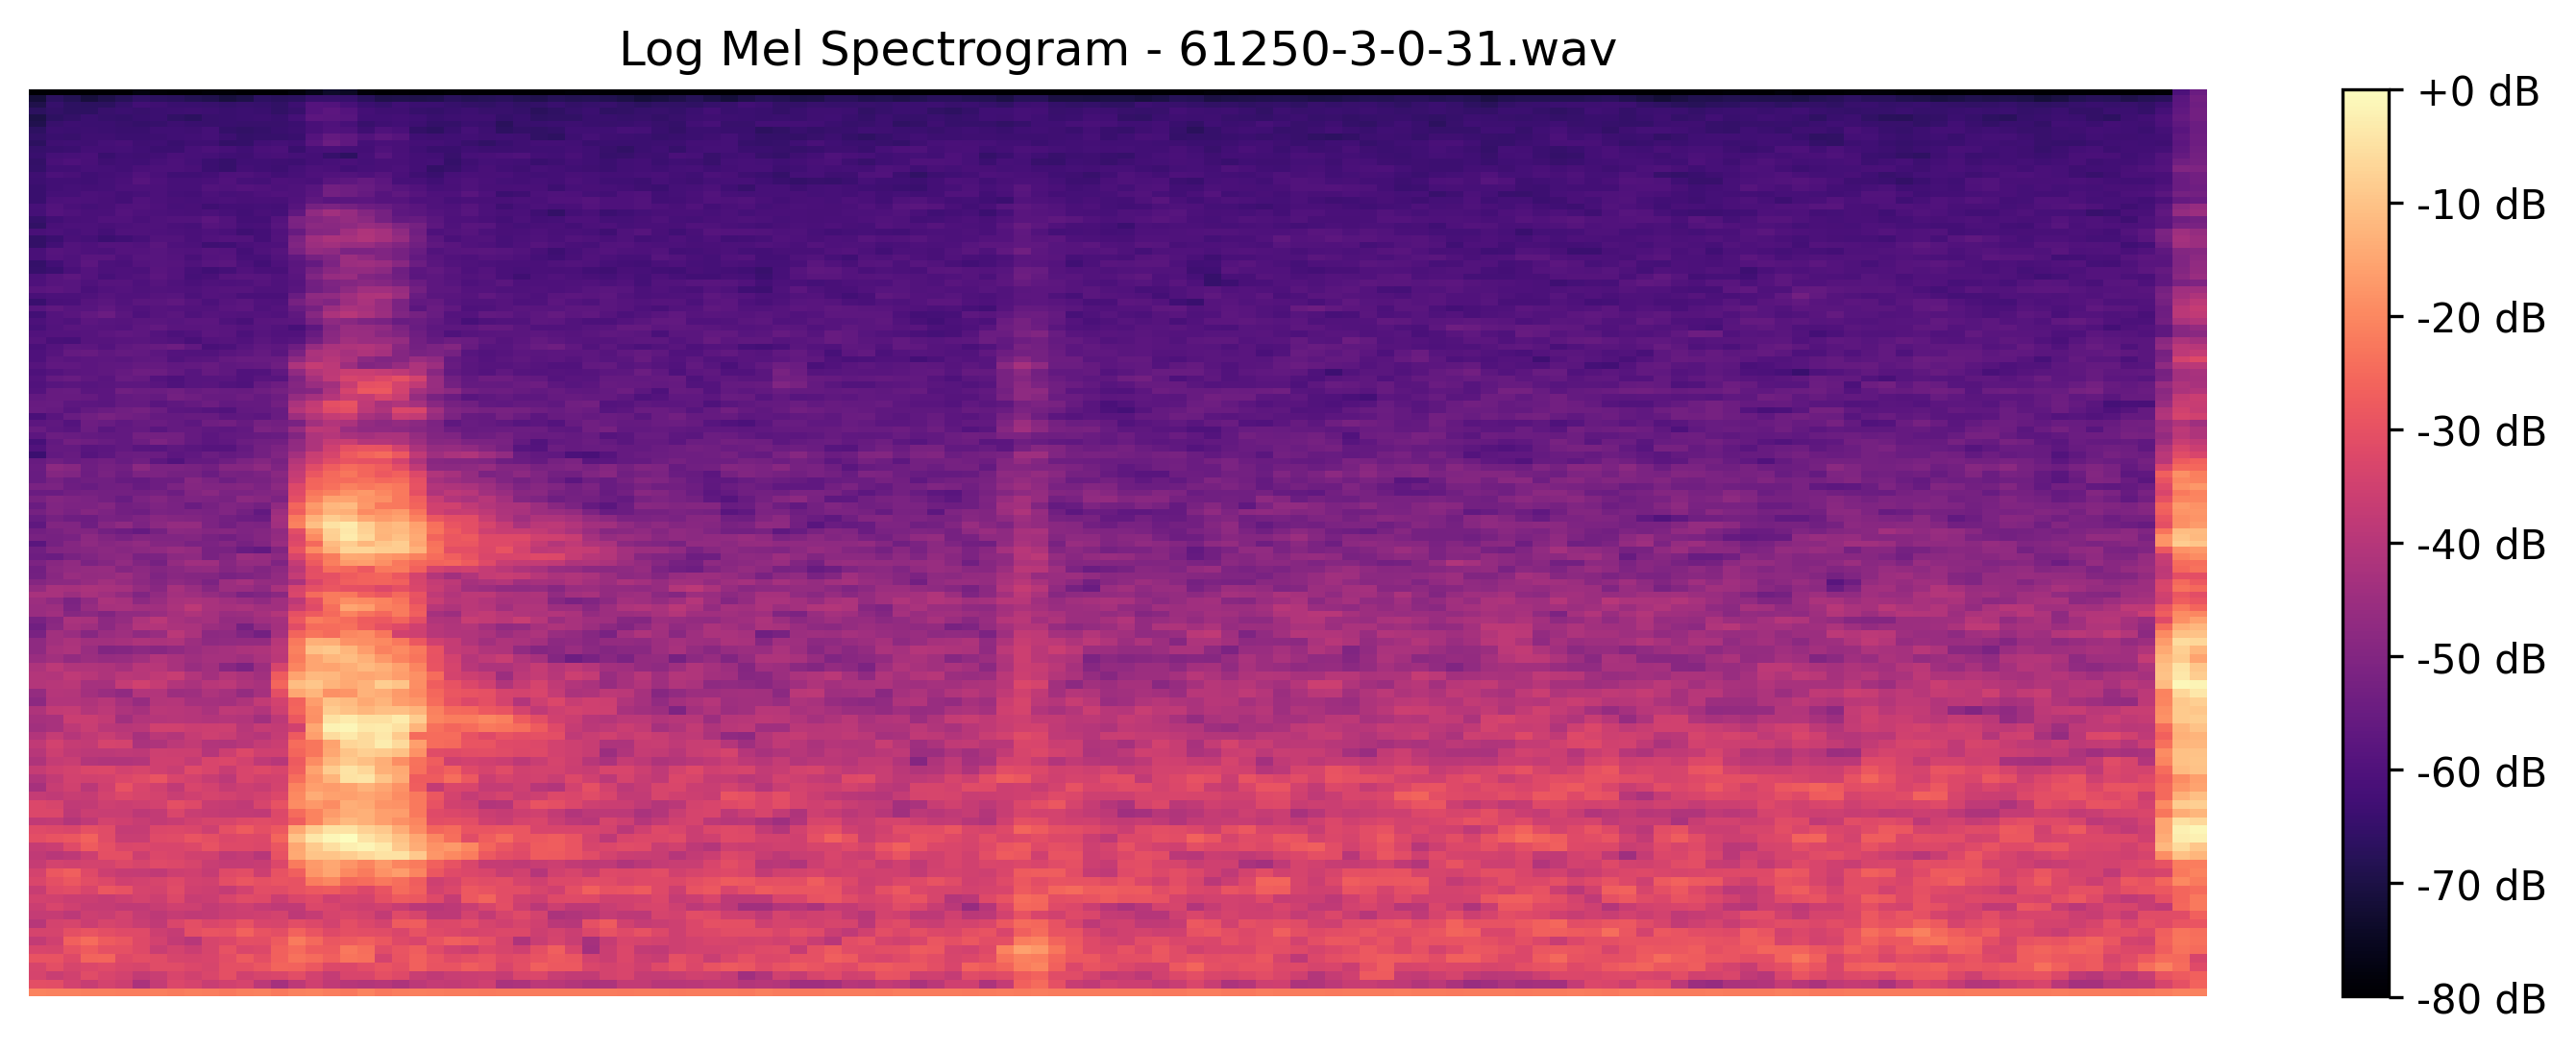 Log Mel Spectrogram - 61250-3-0-31.wav
+0 dB
-10 dB
-20 dB
-30 dB
-40 dB
-50 dB
-60 dB
-70 dB
-80 dB